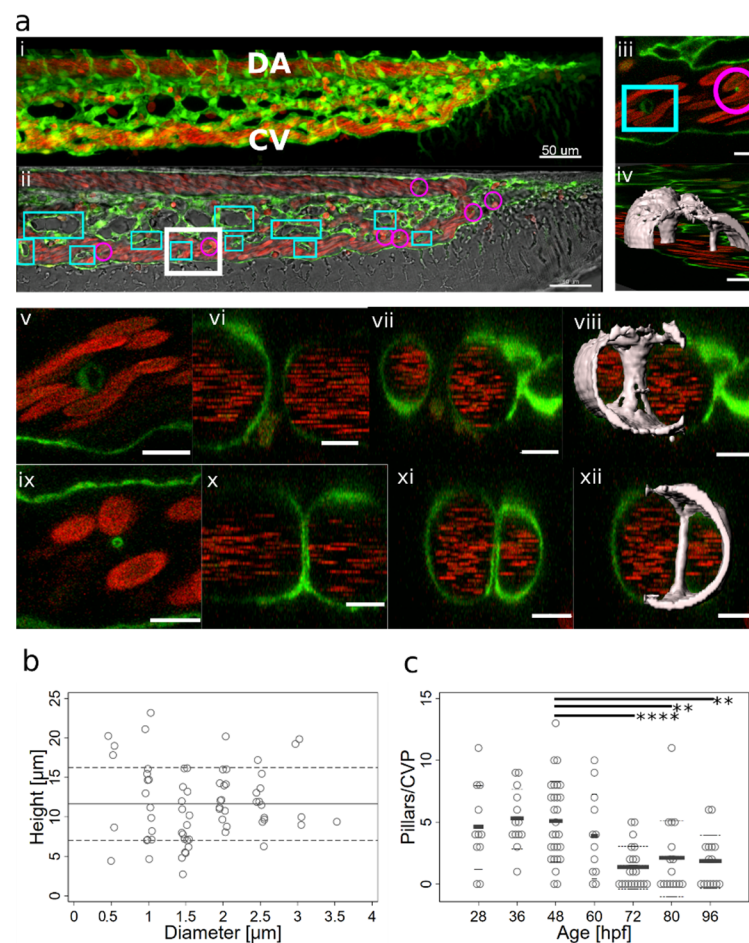 a
i
DA
CV
50 um
ii
iii
iv
v
vi
vii
viii
ix
x
xi
xii
b
Height [µm]
25
20
15
10
5
0
0 0.5 1 1.5 2 2.5 3 3.5 4
Diameter [µm]
c
Pillars/CVP
15
10
5
0
**
**
****
28 36 48 60 72 80 96
Age [hpf]